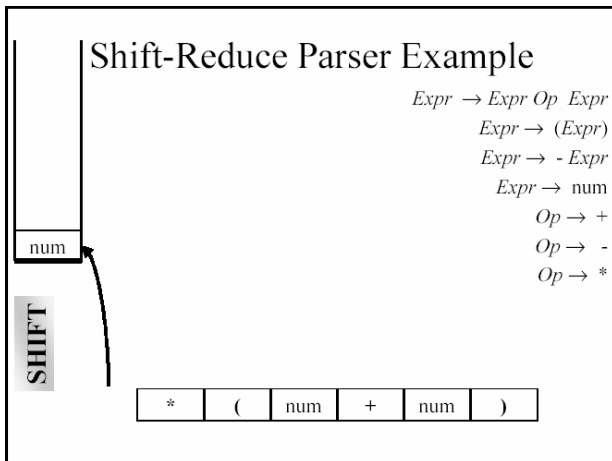 Shift-Reduce Parser Example
Expr → Expr Op Expr
Expr → (Expr)
Expr → - Expr
Expr → num
Op → +
Op → -
Op → *
num
SHIFT
* ( num + num )